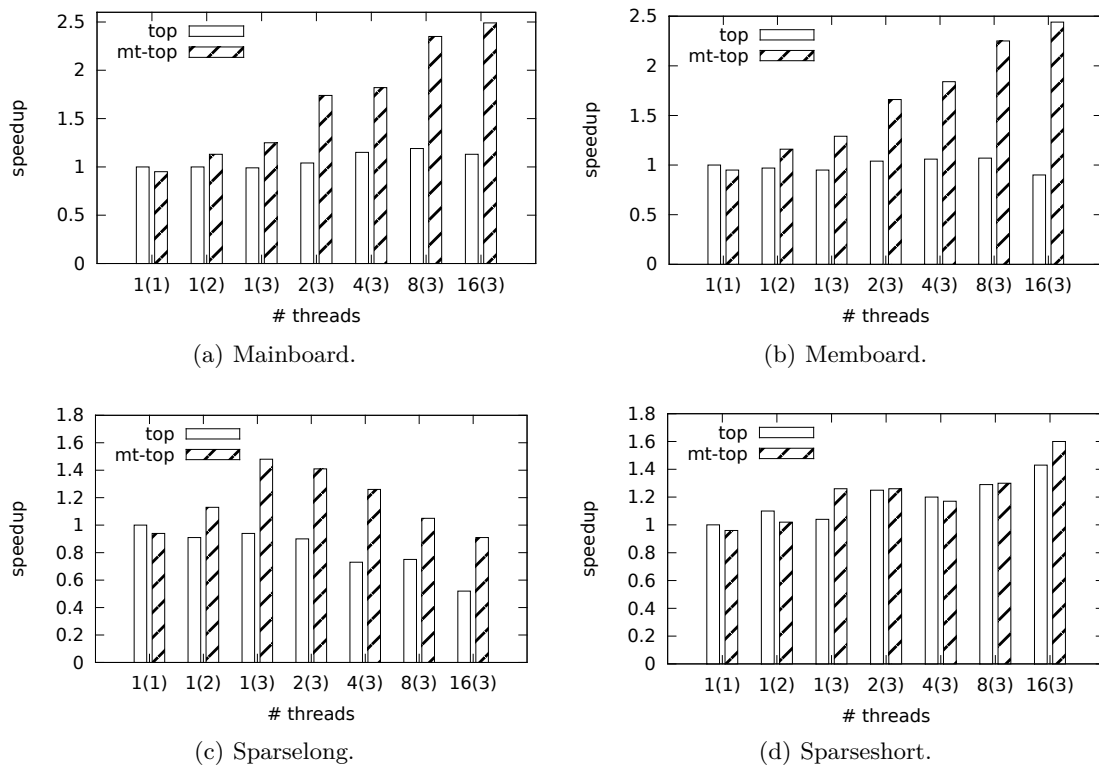 2.5
2
1.5
1
0.5
0
speedup
top
mt-top
1(1) 1(2) 1(3) 2(3) 4(3) 8(3) 16(3)
# threads
(a) Mainboard.
2.5
2
1.5
1
0.5
0
speedup
top
mt-top
1(1) 1(2) 1(3) 2(3) 4(3) 8(3) 16(3)
# threads
(b) Memboard.
1.8
1.6
1.4
1.2
1
0.8
0.6
0.4
0.2
0
speedup
top
mt-top
1(1) 1(2) 1(3) 2(3) 4(3) 8(3) 16(3)
# threads
(c) Sparselong.
1.8
1.6
1.4
1.2
1
0.8
0.6
0.4
0.2
0
speedup
top
mt-top
1(1) 1(2) 1(3) 2(3) 4(3) 8(3) 16(3)
# threads
(d) Sparseshort.